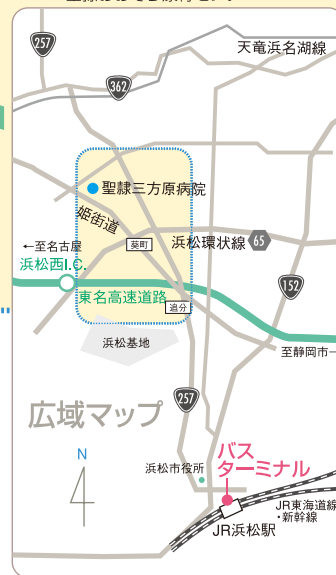 257
天竜浜名湖線
362
聖隷三方原病院
姫街道
←至名古屋
葵町
浜松環状線
65
浜松西I.C.
東名高速道路
追分
152
浜松基地
至静岡市
257
広域マップ
N
浜松市役所
バス
ターミナル
JR東海道線
・新幹線
JR浜松駅